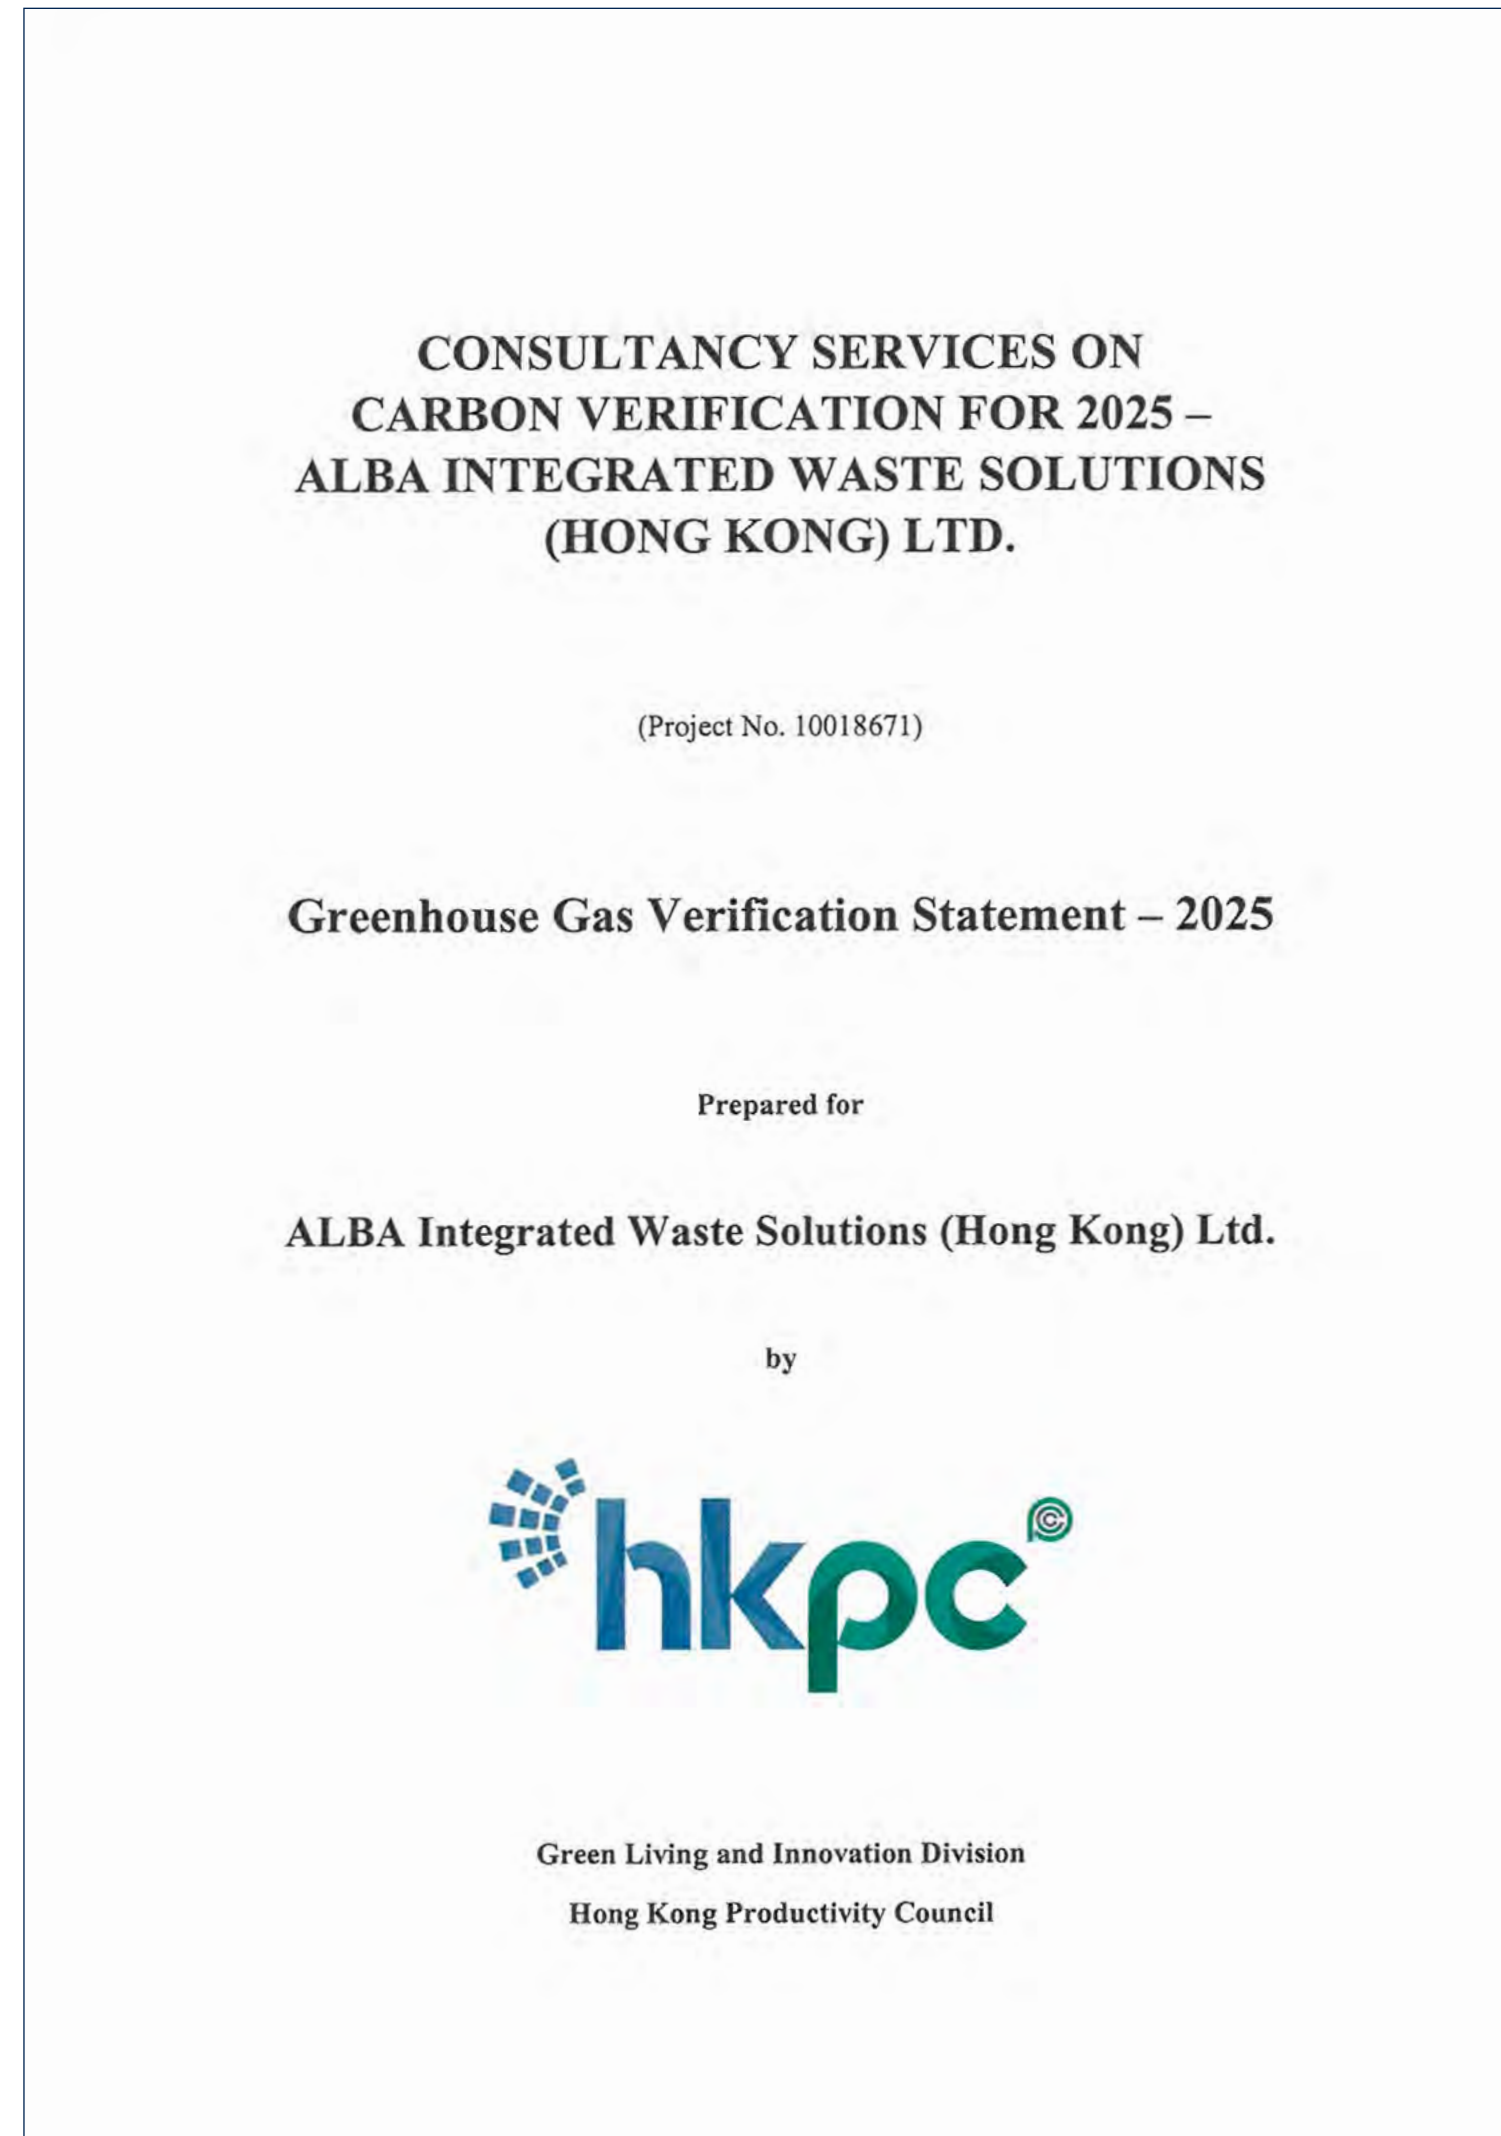 CONSULTANCY SERVICES ON
CARBON VERIFICATION FOR 2025 –
ALBA INTEGRATED WASTE SOLUTIONS
(HONG KONG) LTD.
(Project No. 10018671)
Greenhouse Gas Verification Statement – 2025
Prepared for
ALBA Integrated Waste Solutions (Hong Kong) Ltd.
by
hkpc
Green Living and Innovation Division
Hong Kong Productivity Council